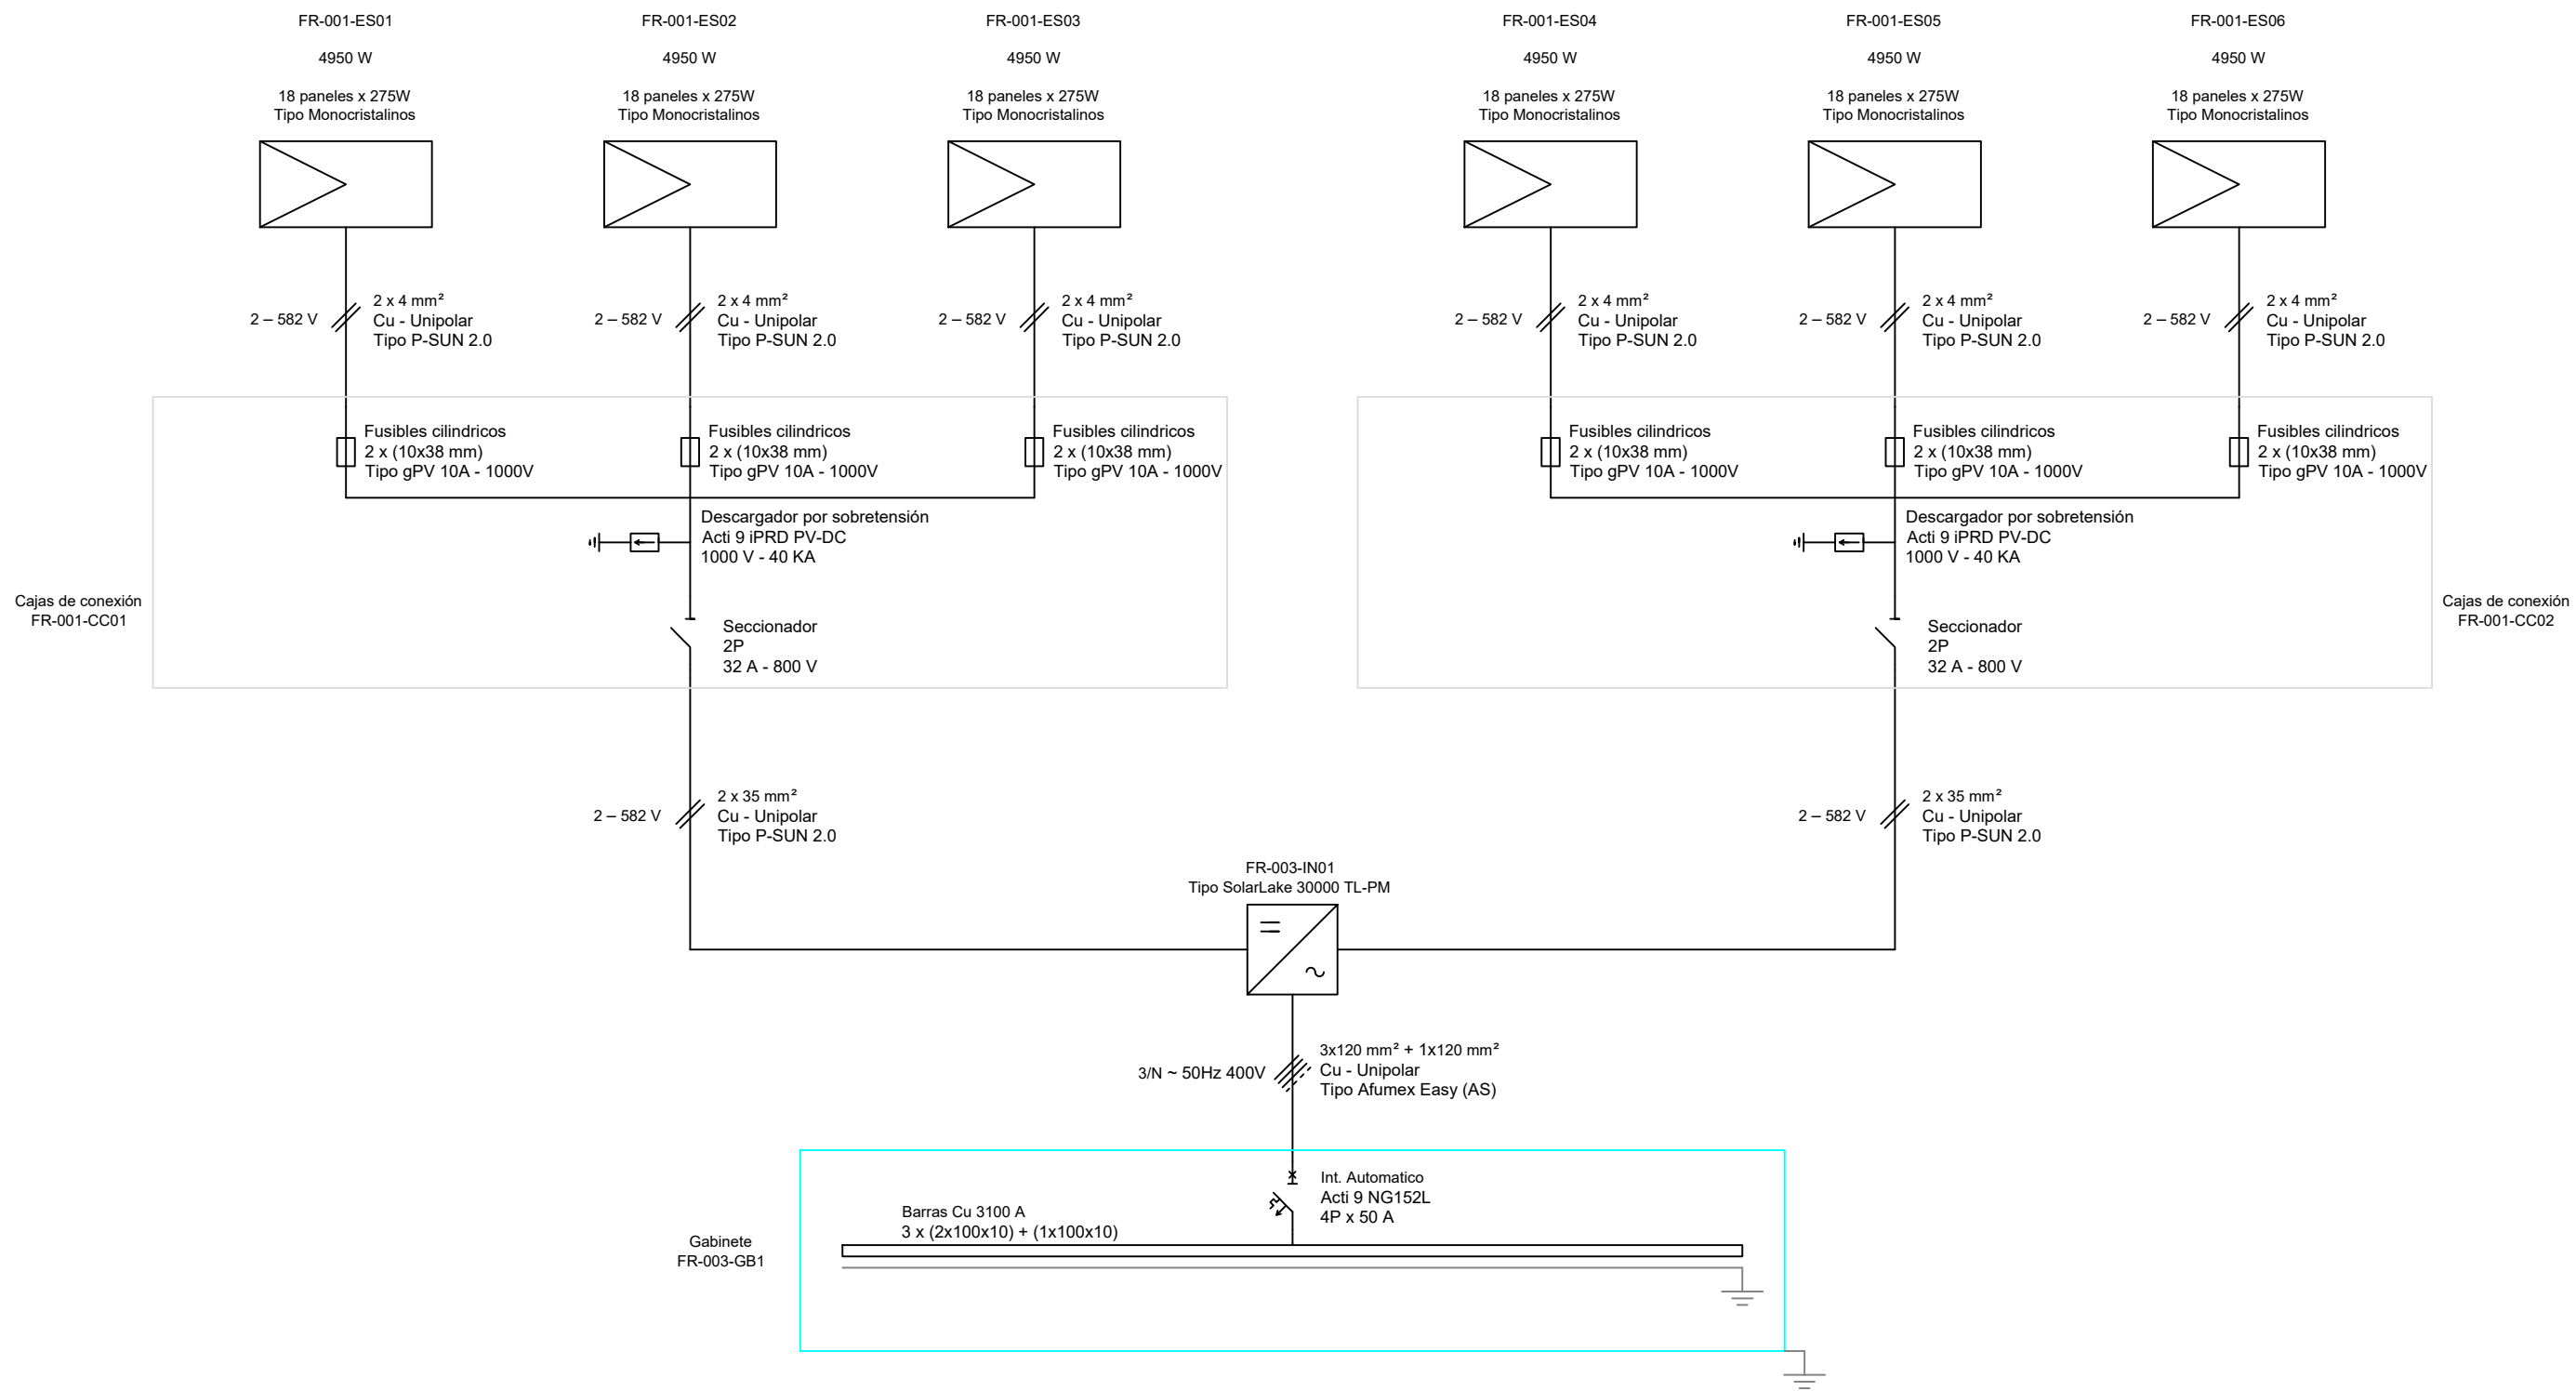 FR-001-ES01
4950 W
18 paneles x 275W
Tipo Monocristalinos
FR-001-ES02
4950 W
18 paneles x 275W
Tipo Monocristalinos
FR-001-ES03
4950 W
18 paneles x 275W
Tipo Monocristalinos
FR-001-ES04
4950 W
18 paneles x 275W
Tipo Monocristalinos
FR-001-ES05
4950 W
18 paneles x 275W
Tipo Monocristalinos
FR-001-ES06
4950 W
18 paneles x 275W
Tipo Monocristalinos
2 – 582 V
2 x 4 mm²
Cu - Unipolar
Tipo P-SUN 2.0
2 – 582 V
2 x 4 mm²
Cu - Unipolar
Tipo P-SUN 2.0
2 – 582 V
2 x 4 mm²
Cu - Unipolar
Tipo P-SUN 2.0
2 – 582 V
2 x 4 mm²
Cu - Unipolar
Tipo P-SUN 2.0
2 – 582 V
2 x 4 mm²
Cu - Unipolar
Tipo P-SUN 2.0
2 – 582 V
2 x 4 mm²
Cu - Unipolar
Tipo P-SUN 2.0
Fusibles cilindricos
2 x (10x38 mm)
Tipo gPV 10A - 1000V
Fusibles cilindricos
2 x (10x38 mm)
Tipo gPV 10A - 1000V
Fusibles cilindricos
2 x (10x38 mm)
Tipo gPV 10A - 1000V
Fusibles cilindricos
2 x (10x38 mm)
Tipo gPV 10A - 1000V
Fusibles cilindricos
2 x (10x38 mm)
Tipo gPV 10A - 1000V
Fusibles cilindricos
2 x (10x38 mm)
Tipo gPV 10A - 1000V
Descargador por sobretensión
Acti 9 iPRD PV-DC
1000 V - 40 KA
Descargador por sobretensión
Acti 9 iPRD PV-DC
1000 V - 40 KA
Cajas de conexión
FR-001-CC01
Seccionador
2P
32 A - 800 V
Seccionador
2P
32 A - 800 V
Cajas de conexión
FR-001-CC02
2 – 582 V
2 x 35 mm²
Cu - Unipolar
Tipo P-SUN 2.0
2 – 582 V
2 x 35 mm²
Cu - Unipolar
Tipo P-SUN 2.0
FR-003-IN01
Tipo SolarLake 30000 TL-PM
3/N ~ 50Hz 400V
3x120 mm² + 1x120 mm²
Cu - Unipolar
Tipo Afumex Easy (AS)
Int. Automatico
Acti 9 NG152L
4P x 50 A
Barras Cu 3100 A
3 x (2x100x10) + (1x100x10)
Gabinete
FR-003-GB1